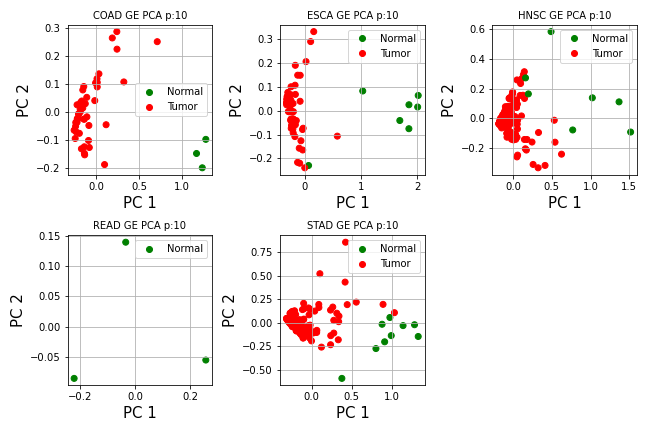 COAD GE PCA p:10
0.3
0.2
0.1
0.0
−0.1
−0.2
PC 2
0.0
0.5
1.0
PC 1
Normal
Tumor
ESCA GE PCA p:10
0.3
0.2
0.1
0.0
−0.1
−0.2
PC 2
0
1
2
PC 1
Normal
Tumor
HNSC GE PCA p:10
0.6
0.4
0.2
0.0
−0.2
PC 2
0.0
0.5
1.0
1.5
PC 1
Normal
Tumor
READ GE PCA p:10
0.15
0.10
0.05
0.00
−0.05
PC 2
−0.2
0.0
0.2
PC 1
Normal
STAD GE PCA p:10
0.75
0.50
0.25
0.00
−0.25
−0.50
PC 2
0.0
0.5
1.0
PC 1
Normal
Tumor